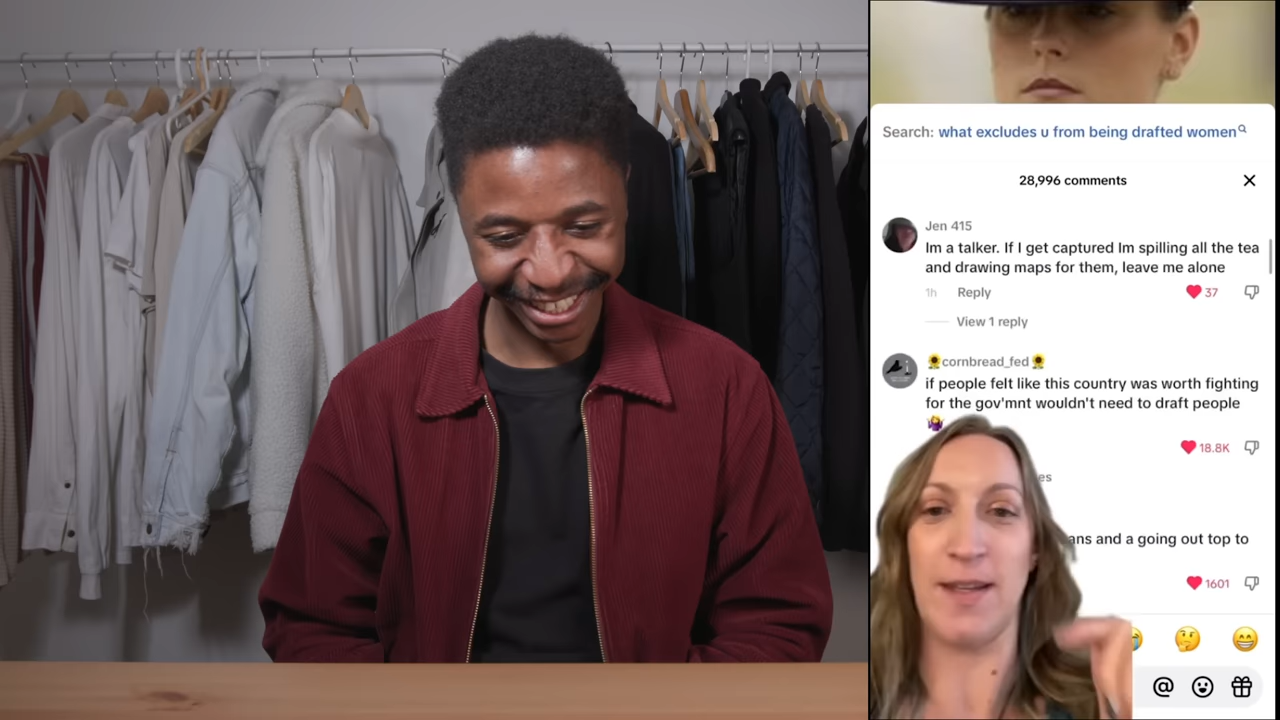 Search: what excludes u from being drafted women
28,996 comments
Jen 415
Im a talker. If I get captured Im spilling all the tea
and drawing maps for them, leave me alone
1h Reply 37
View 1 reply
🌻cornbread_fed🌻
if people felt like this country was worth fighting
for the gov'mnt wouldn't need to draft people
🤷‍♀️
18.8K
and a going out top to
1601
@